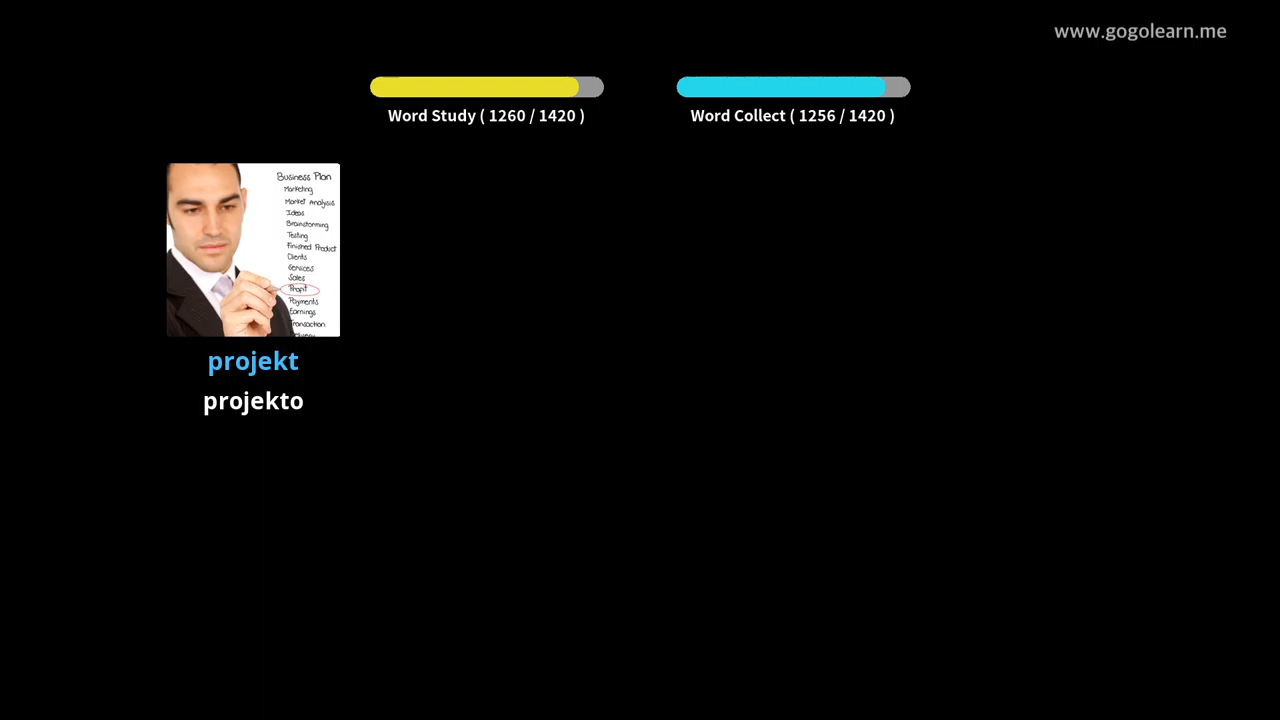 www.gogolearn.me
Word Study ( 1260 / 1420 )
Word Collect ( 1256 / 1420 )
Business Plan
Marketing
Market Analysis
Ideas
Brainstorming
Testing
Finished Product
Clients
Services
Sales
Profit
Payments
Earnings
Transaction
Delivery
projekt
projekto